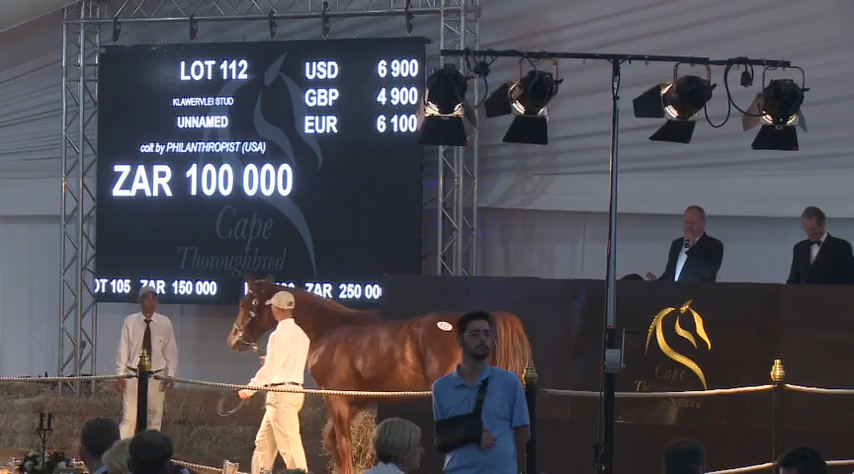 LOT 112
KLAWERVLEI STUD
UNNAMED
colt by PHILANTHROPIST (USA)
ZAR 100 000
USD 6 900
GBP 4 900
EUR 6 100
Cape
Thoroughbred
OT 105 ZAR 150 000
ZAR 250 00
Cape